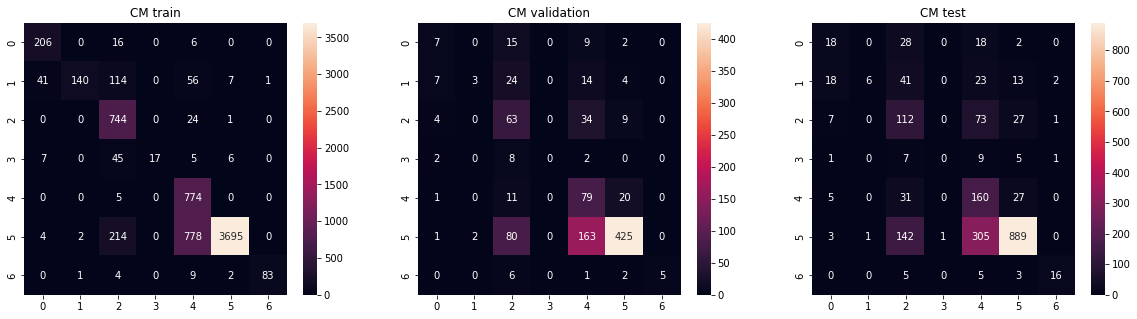 CM train
0 206 0 16 0 6 0 0
1 41 140 114 0 56 7 1
2 0 0 744 0 24 1 0
3 7 0 45 17 5 6 0
4 0 0 5 0 774 0 0
5 4 2 214 0 778 3695 0
6 0 1 4 0 9 2 83
0 1 2 3 4 5 6
3500
3000
2500
2000
1500
1000
500
0
CM validation
0 7 0 15 0 9 2 0
1 7 3 24 0 14 4 0
2 4 0 63 0 34 9 0
3 2 0 8 0 2 0 0
4 1 0 11 0 79 20 0
5 1 2 80 0 163 425 0
6 0 0 6 0 1 2 5
0 1 2 3 4 5 6
400
350
300
250
200
150
100
50
0
CM test
0 18 0 28 0 18 2 0
1 18 6 41 0 23 13 2
2 7 0 112 0 73 27 1
3 1 0 7 0 9 5 1
4 5 0 31 0 160 27 0
5 3 1 142 1 305 889 0
6 0 0 5 0 5 3 16
0 1 2 3 4 5 6
800
700
600
500
400
300
200
100
0